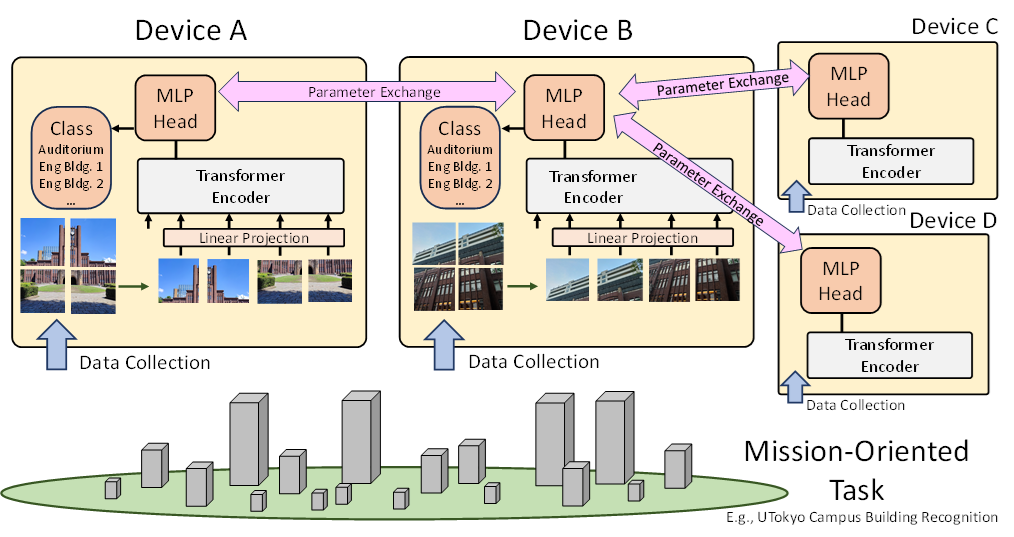 Device A
Device B
Device C
MLP
Head
Parameter Exchange
MLP
Head
Parameter Exchange
MLP
Head
Class
Auditorium
Eng Bldg. 1
Eng Bldg. 2
...
Transformer
Encoder
Linear Projection
Class
Auditorium
Eng Bldg. 1
Eng Bldg. 2
...
Transformer
Encoder
Linear Projection
Parameter Exchange
Transformer
Encoder
Data Collection
Device D
MLP
Head
Transformer
Encoder
Data Collection
Data Collection
Data Collection
Mission-Oriented
Task
E.g., UTokyo Campus Building Recognition